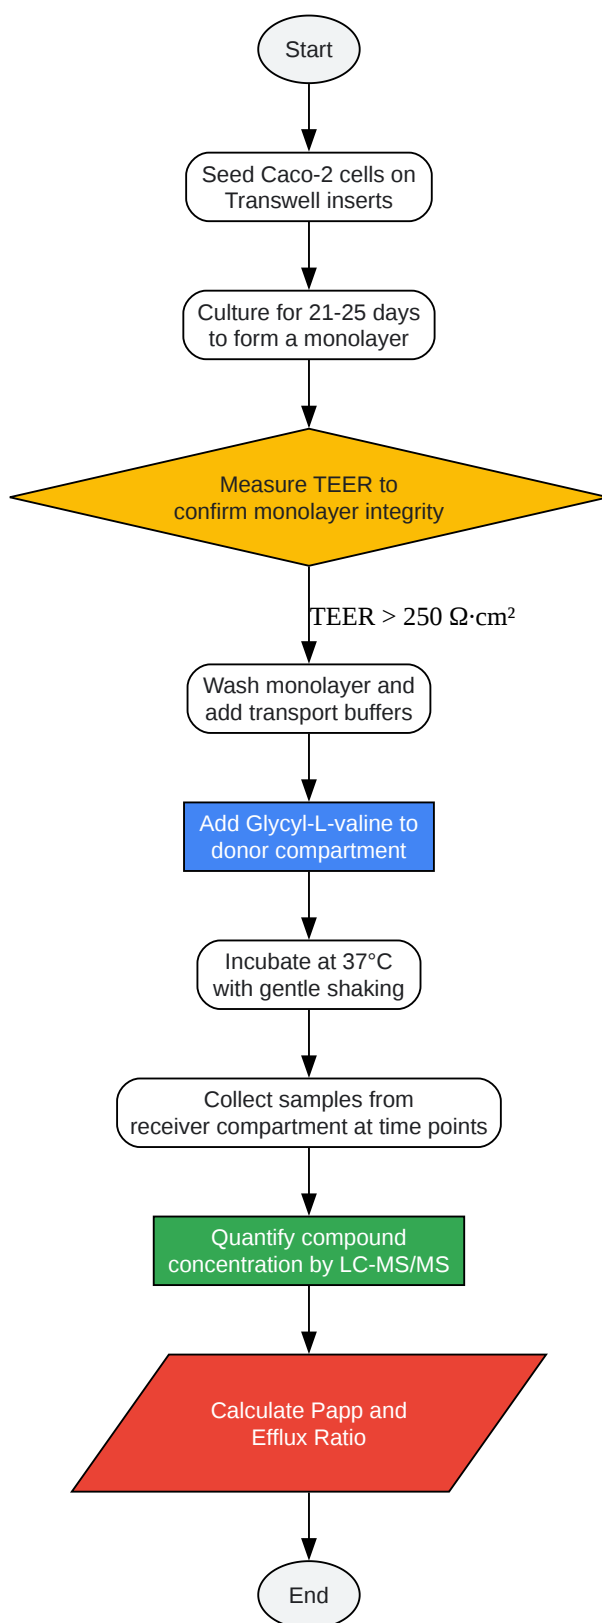 Start
Seed Caco-2 cells on
Transwell inserts
Culture for 21-25 days
to form a monolayer
Measure TEER to
confirm monolayer integrity
TEER > 250 Ω·cm²
Wash monolayer and
add transport buffers
Add Glycyl-L-valine to
donor compartment
Incubate at 37°C
with gentle shaking
Collect samples from
receiver compartment at time points
Quantify compound
concentration by LC-MS/MS
Calculate Papp and
Efflux Ratio
End